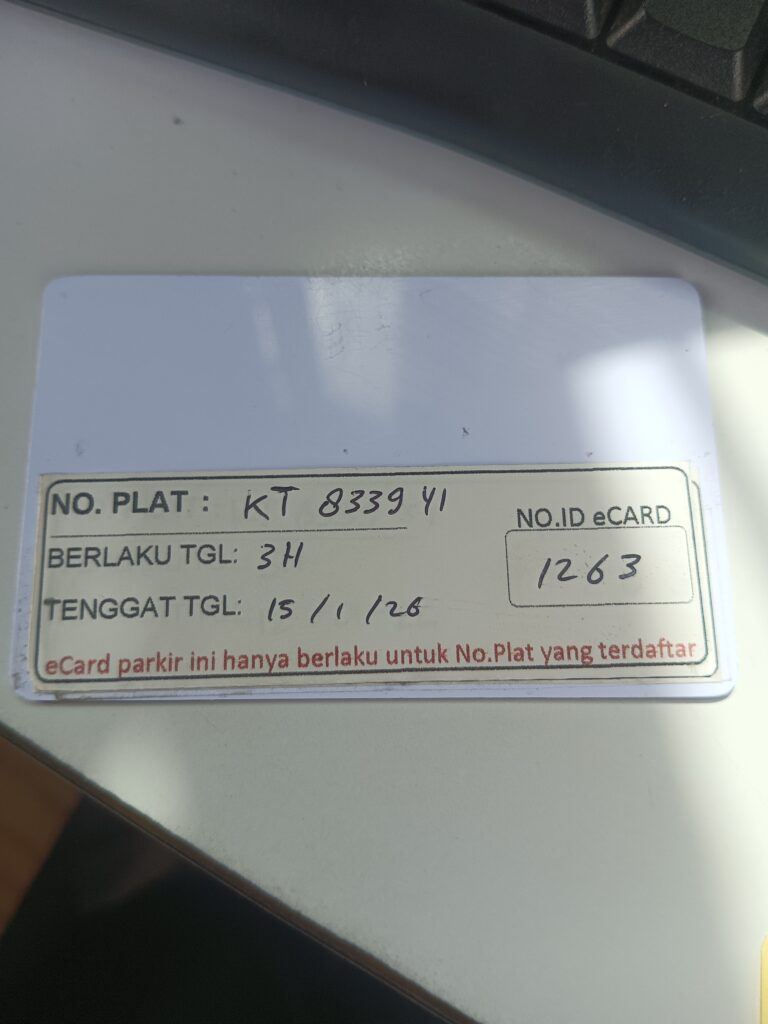 NO. PLAT : KT 8339 YI
NO.ID eCARD
BERLAKU TGL: 3H
1263
TENGGAT TGL: 15 / 1 / 26
eCard parkir ini hanya berlaku untuk No.Plat yang terdaftar